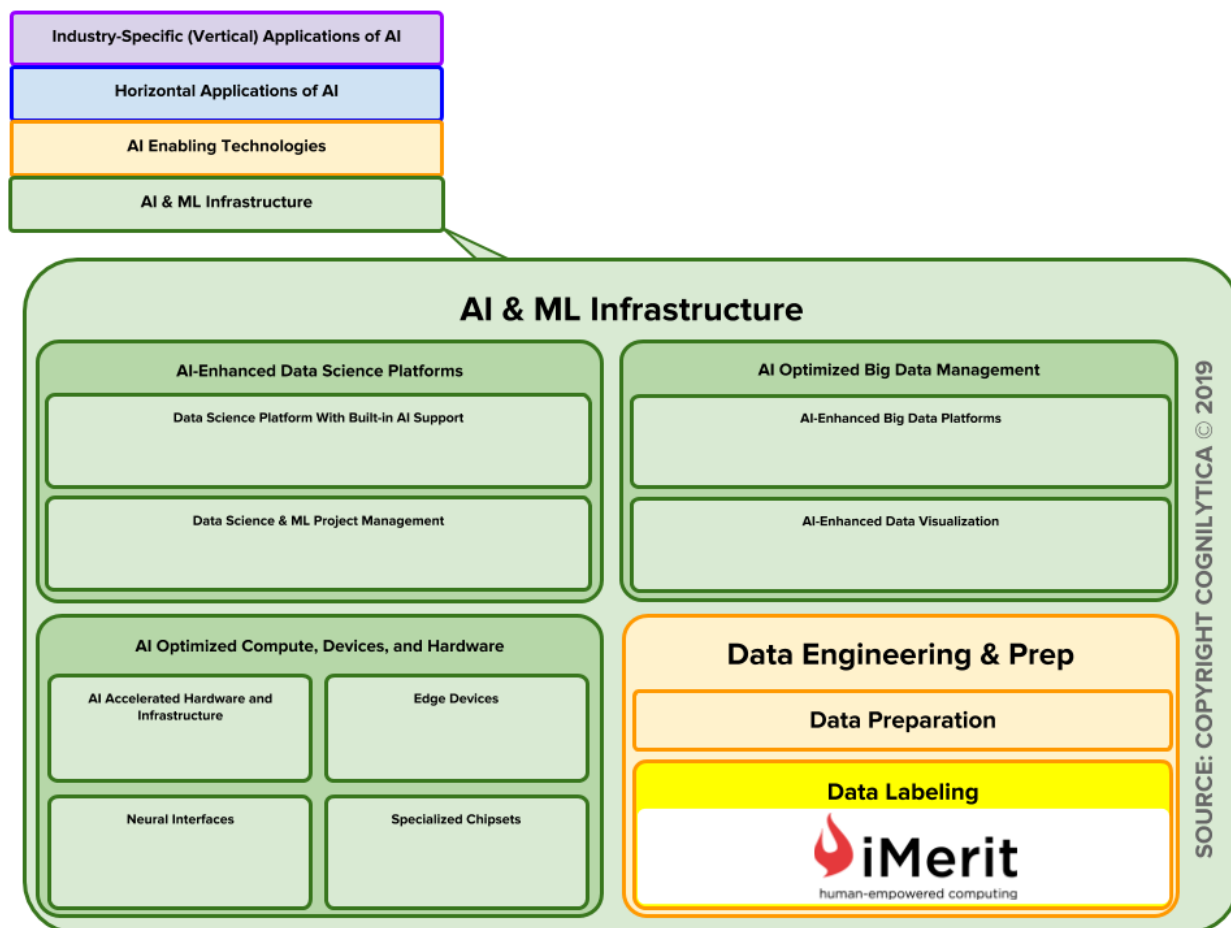 Industry-Specific (Vertical) Applications of AI
Horizontal Applications of AI
AI Enabling Technologies
AI & ML Infrastructure
AI & ML Infrastructure
AI-Enhanced Data Science Platforms
Data Science Platform With Built-in AI Support
Data Science & ML Project Management
AI Optimized Big Data Management
AI-Enhanced Big Data Platforms
AI-Enhanced Data Visualization
AI Optimized Compute, Devices, and Hardware
AI Accelerated Hardware and
Infrastructure
Edge Devices
Neural Interfaces
Specialized Chipsets
Data Engineering & Prep
Data Preparation
Data Labeling
iMerit
human-empowered computing
SOURCE: COPYRIGHT COGNILYTICA © 2019